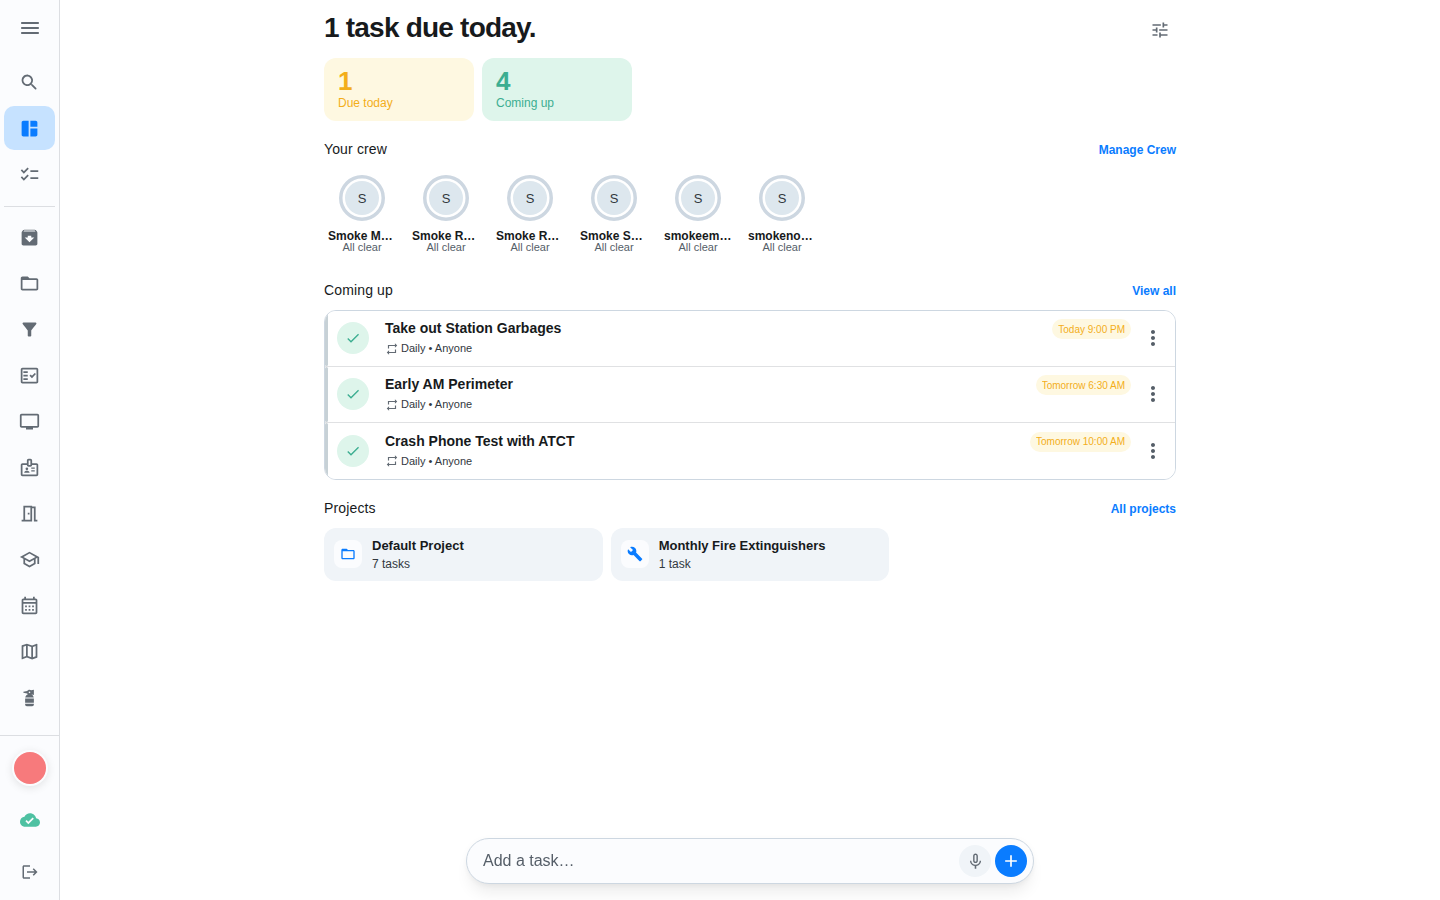 1 task due today.
1
Due today
4
Coming up
Your crew
Manage Crew
S
S
S
S
S
S
Smoke M…
Smoke R…
Smoke R…
Smoke S…
smokeem…
smokeno…
All clear
All clear
All clear
All clear
All clear
All clear
Coming up
View all
Take out Station Garbages
Today 9:00 PM
Daily • Anyone
Early AM Perimeter
Tomorrow 6:30 AM
Daily • Anyone
Crash Phone Test with ATCT
Tomorrow 10:00 AM
Daily • Anyone
Projects
All projects
Default Project
7 tasks
Monthly Fire Extinguishers
1 task
Add a task…